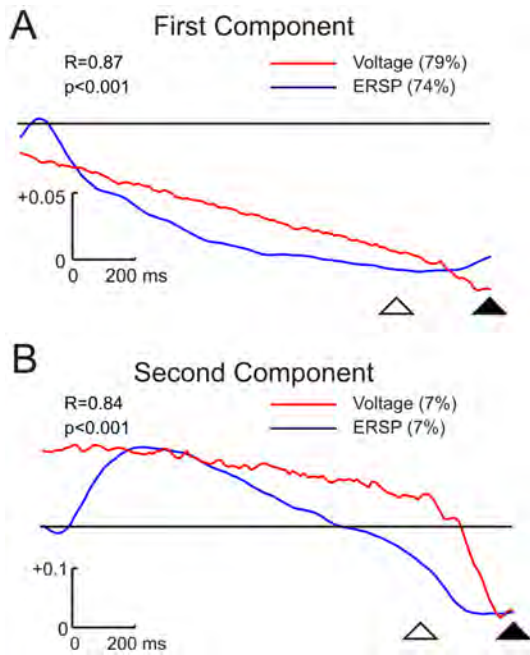 A
First Component
R=0.87
p<0.001
Voltage (79%)
ERSP (74%)
+0.05
0
0 200 ms
B
Second Component
R=0.84
p<0.001
Voltage (7%)
ERSP (7%)
+0.1
0
0 200 ms